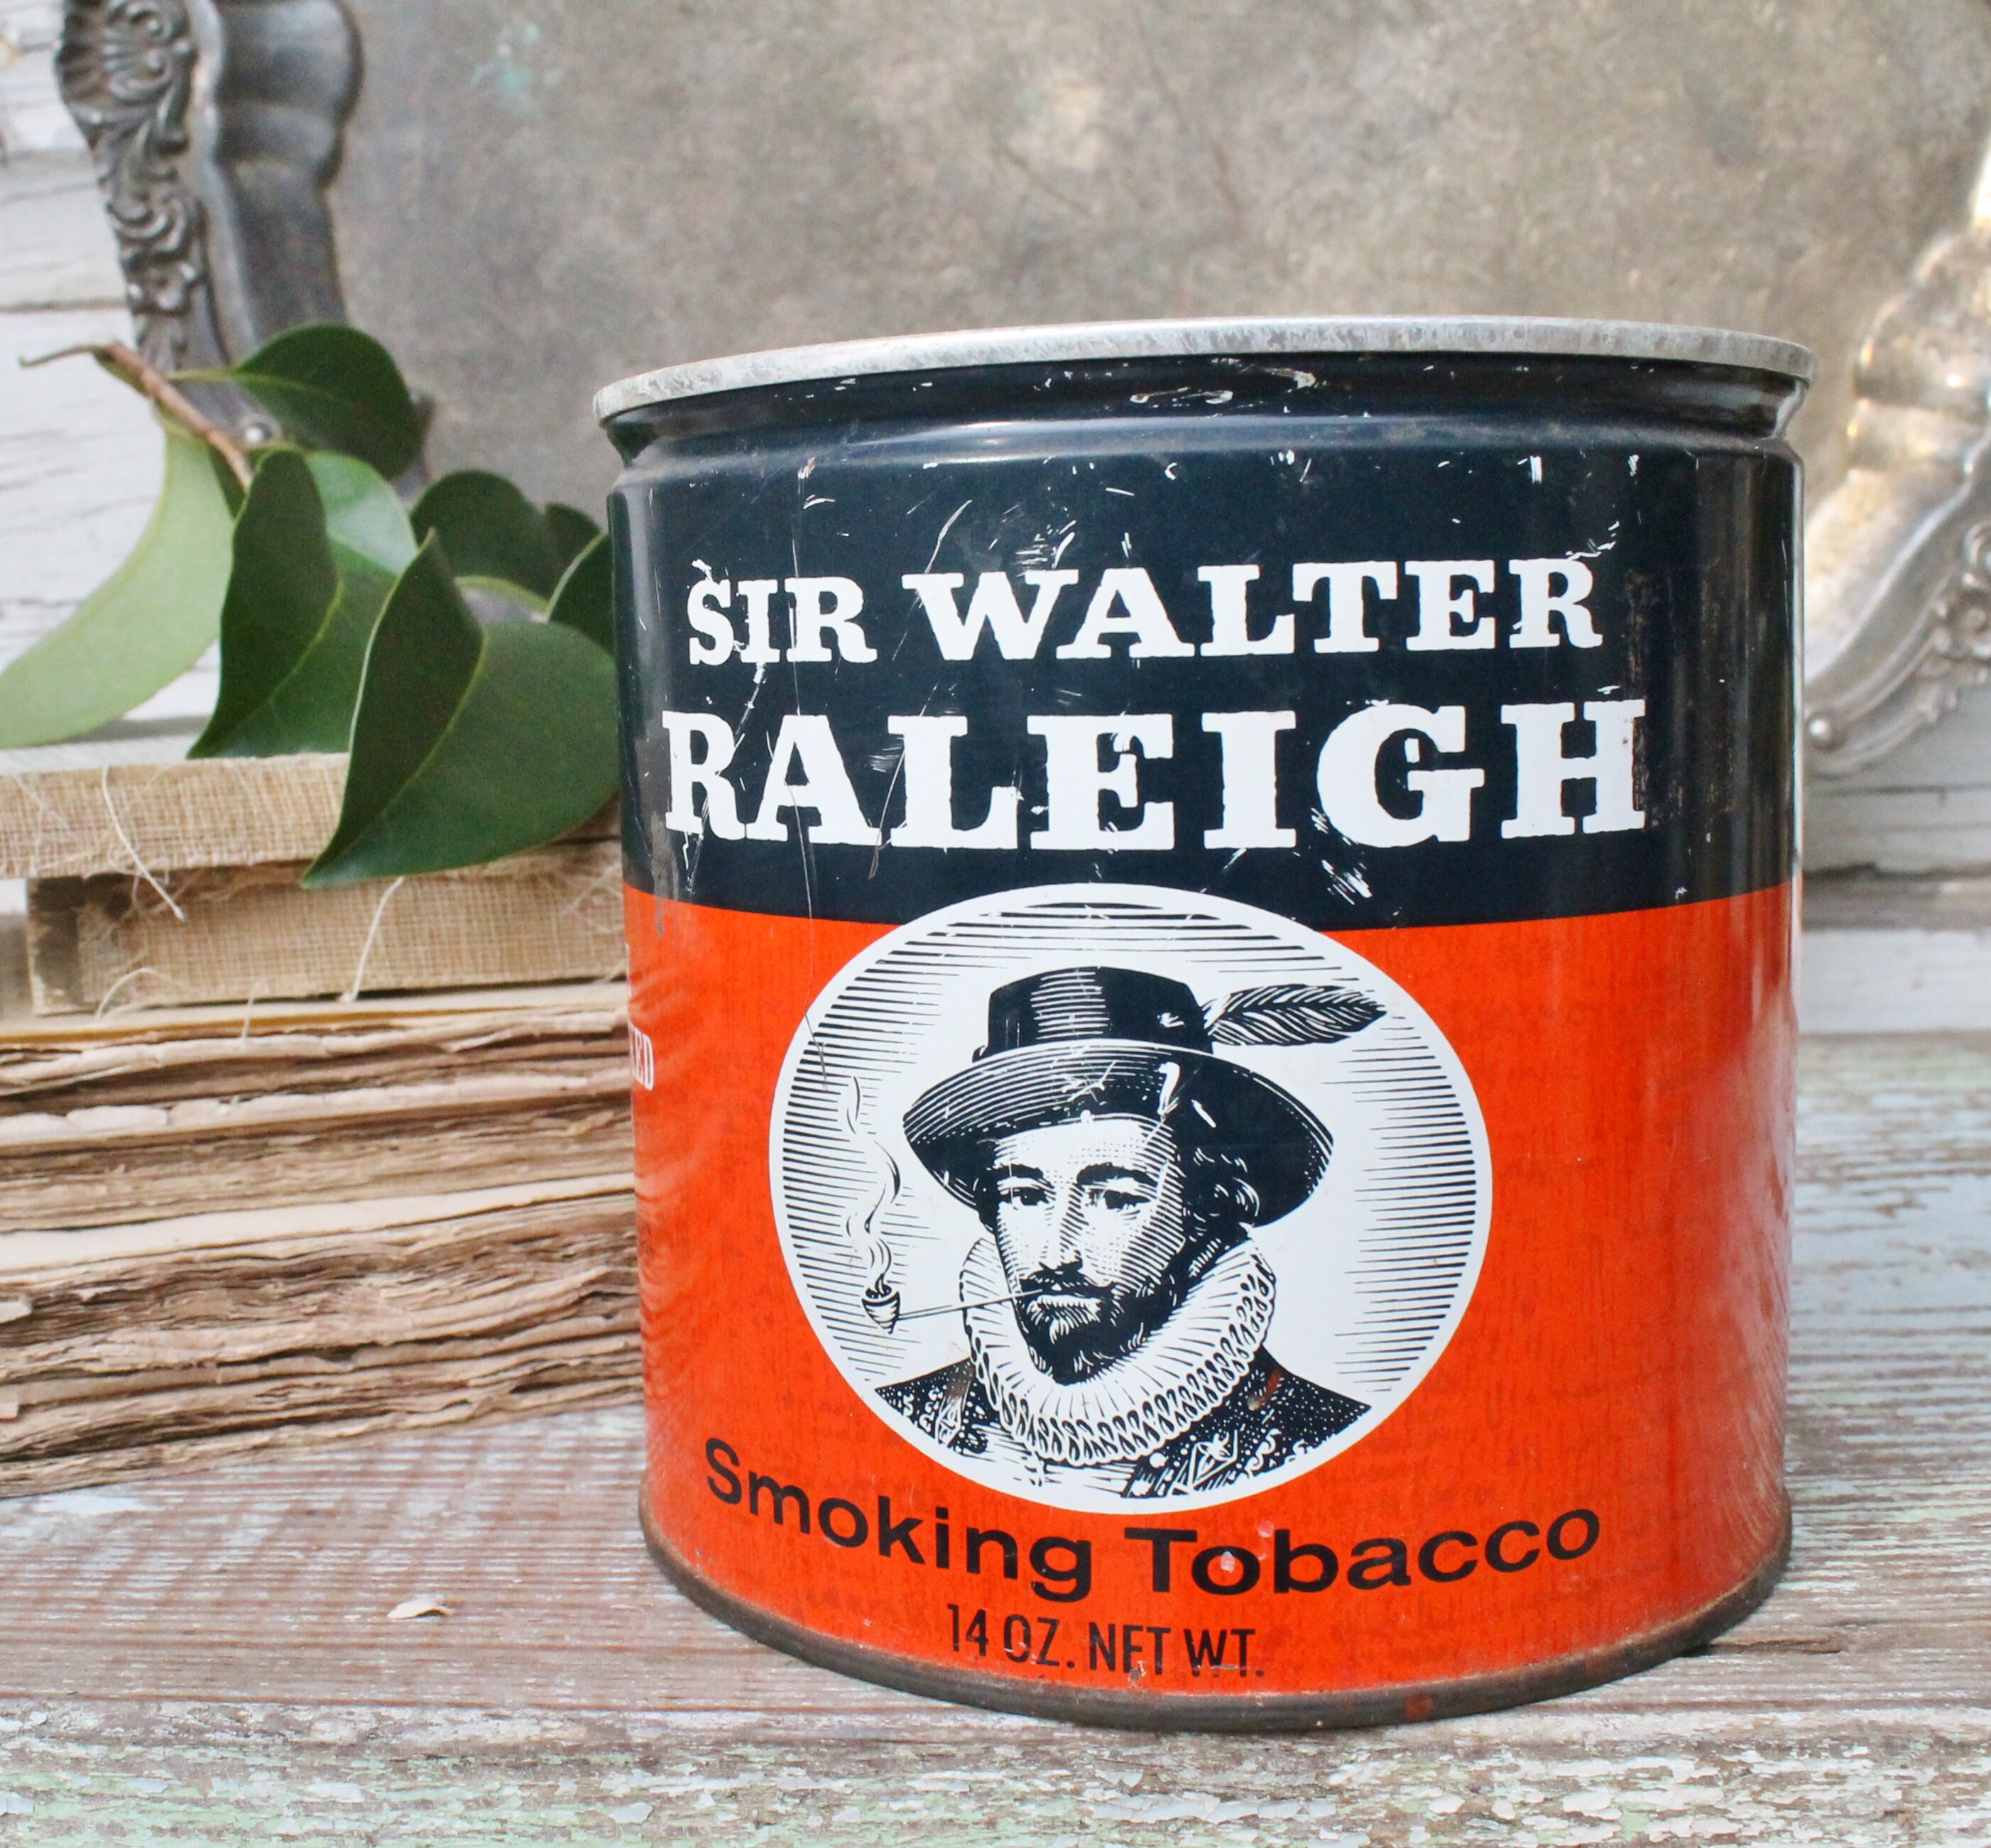 SIR WALTER
RALEIGH
Smoking Tobacco
14 OZ. NET WT.